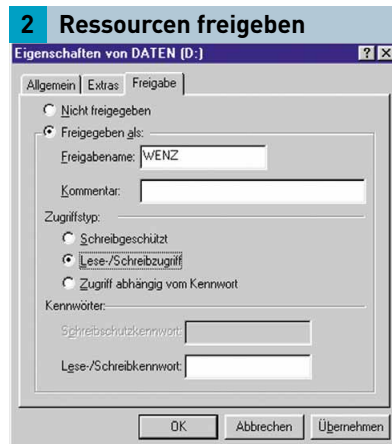 2 Ressourcen freigeben
Eigenschaften von DATEN (D:)
Allgemein Extras Freigabe
Nicht freigegeben
Freigegeben als:
Freigabename: WENZ
Kommentar:
Zugriffstyp:
Schreibgeschützt
Lese-/Schreibzugriff
Zugriff abhängig vom Kennwort
Kennwörter:
Schreibschutzkennwort:
Lese-/Schreibkennwort:
OK Abbrechen Übernehmen